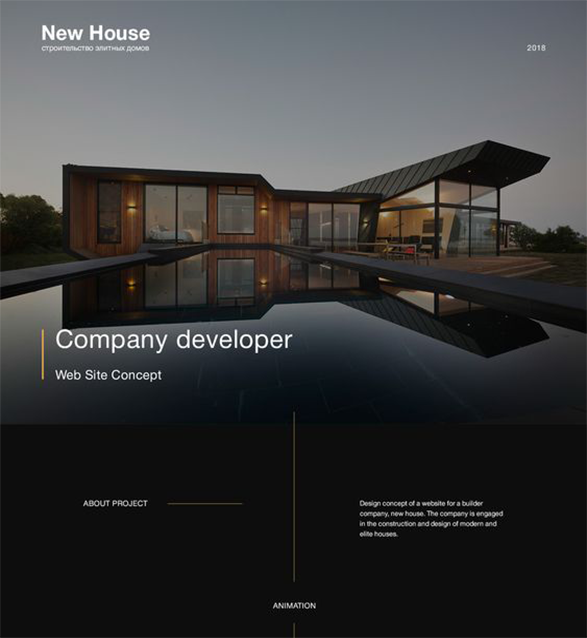 New House
строительство элитных домов
2018
Company developer
Web Site Concept
ABOUT PROJECT
Design concept of a website for a builder
company, new house. The company is engaged
in the construction and design of modern and
elite houses.
ANIMATION